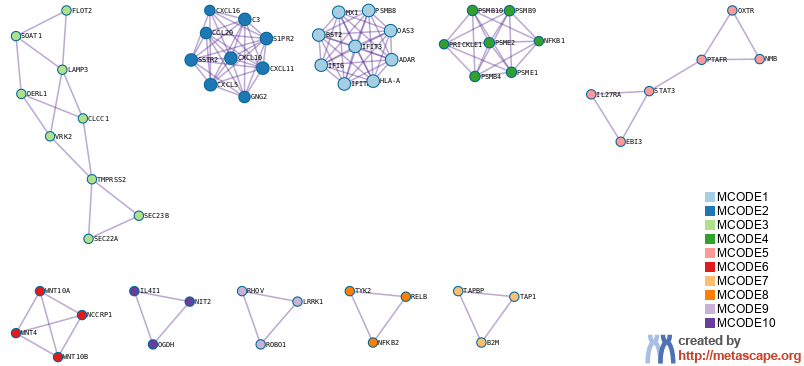 FLOT2
SOAT1
LAMP3
DERL1
CLCC1
VRK2
TMPRSS2
SEC23B
SEC22A
CXCL16
C3
CCL20
S1PR2
SSTR2
CXCL10
CXCL11
CXCL5
GNG2
MX1
PSMB8
BST2
OAS3
IFIT3
ADAR
IFI6
HLA-A
PSMB10
PSMB9
PRICKLE1
PSME2
NFKB1
PSMB4
PSME1
OXTR
PTAFR
NMB
IL27RA
STAT3
EBI3
WNT10A
NCCRP1
WNT4
WNT10B
IL4I1
NIT2
OGDH
RHOV
LRRK1
ROBO1
TYK2
RELB
NFKB2
TAPBP
TAP1
B2M
MCODE1
MCODE2
MCODE3
MCODE4
MCODE5
MCODE6
MCODE7
MCODE8
MCODE9
MCODE10
created by
http://metascape.org